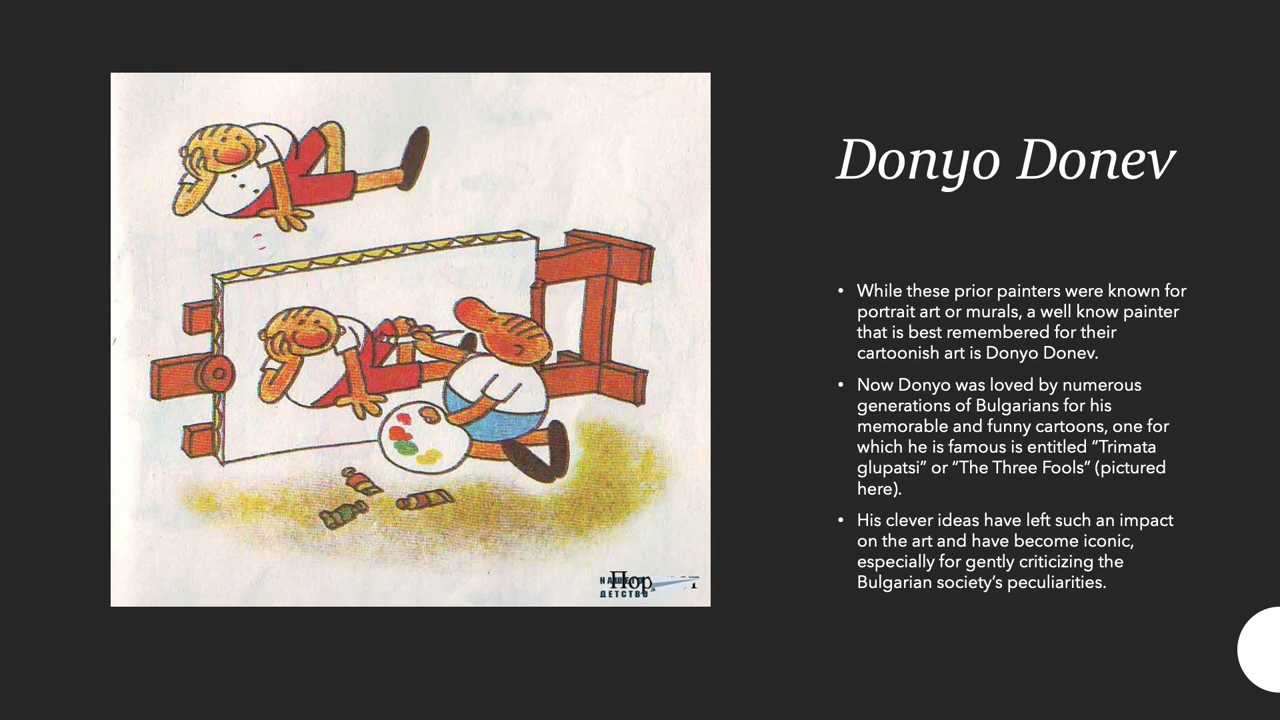 Donyo Donev
• While these prior painters were known for
portrait art or murals, a well know painter
that is best remembered for their
cartoonish art is Donyo Donev.
• Now Donyo was loved by numerous
generations of Bulgarians for his
memorable and funny cartoons, one for
which he is famous is entitled “Trimata
glupatsi” or “The Three Fools” (pictured
here).
• His clever ideas have left such an impact
on the art and have become iconic,
especially for gently criticizing the
Bulgarian society’s peculiarities.
Пор
ДЕТСТВО